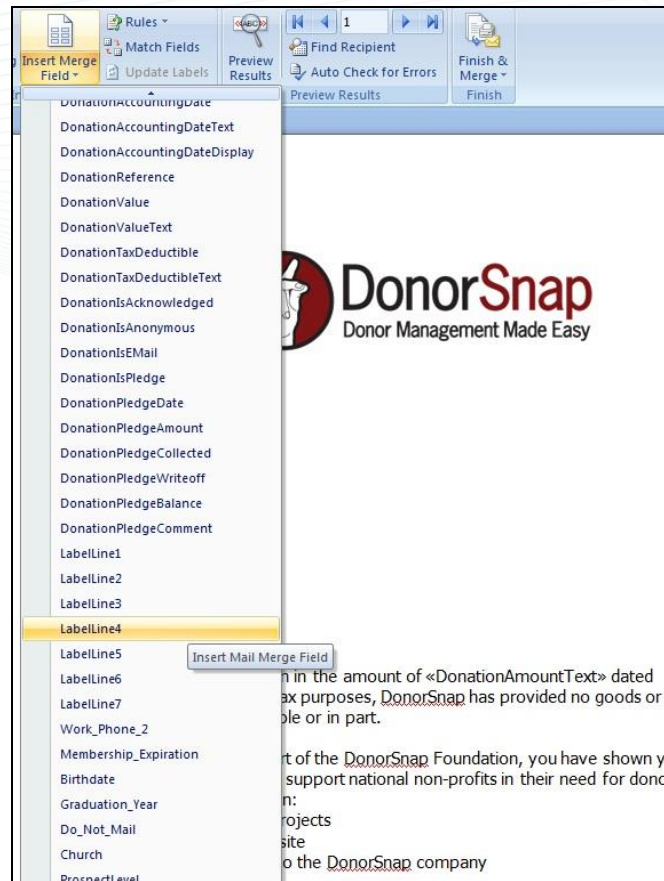 Rules
Match Fields
Update Labels
Insert Merge
Field
ABC
Preview
Results
1
Find Recipient
Auto Check for Errors
Preview Results
Finish &
Merge
Finish
DonationAccountingDate
DonationAccountingDateText
DonationAccountingDateDisplay
DonationReference
DonationValue
DonationValueText
DonationTaxDeductible
DonationTaxDeductibleText
DonationIsAcknowledged
DonationIsAnonymous
DonationIsEMail
DonationIsPledge
DonationPledgeDate
DonationPledgeAmount
DonationPledgeCollected
DonationPledgeWriteoff
DonationPledgeBalance
DonationPledgeComment
LabelLine1
LabelLine2
LabelLine3
LabelLine4
LabelLine5
LabelLine6
LabelLine7
Work_Phone_2
Membership_Expiration
Birthdate
Graduation_Year
Do_Not_Mail
Church
ProspectLevel
Insert Mail Merge Field
DonorSnap
Donor Management Made Easy
in the amount of «DonationAmountText» dated
purposes, DonorSnap has provided no goods or
or in part.
of the DonorSnap Foundation, you have shown
support national non-profits in their need for
rojects
site
o the DonorSnap company